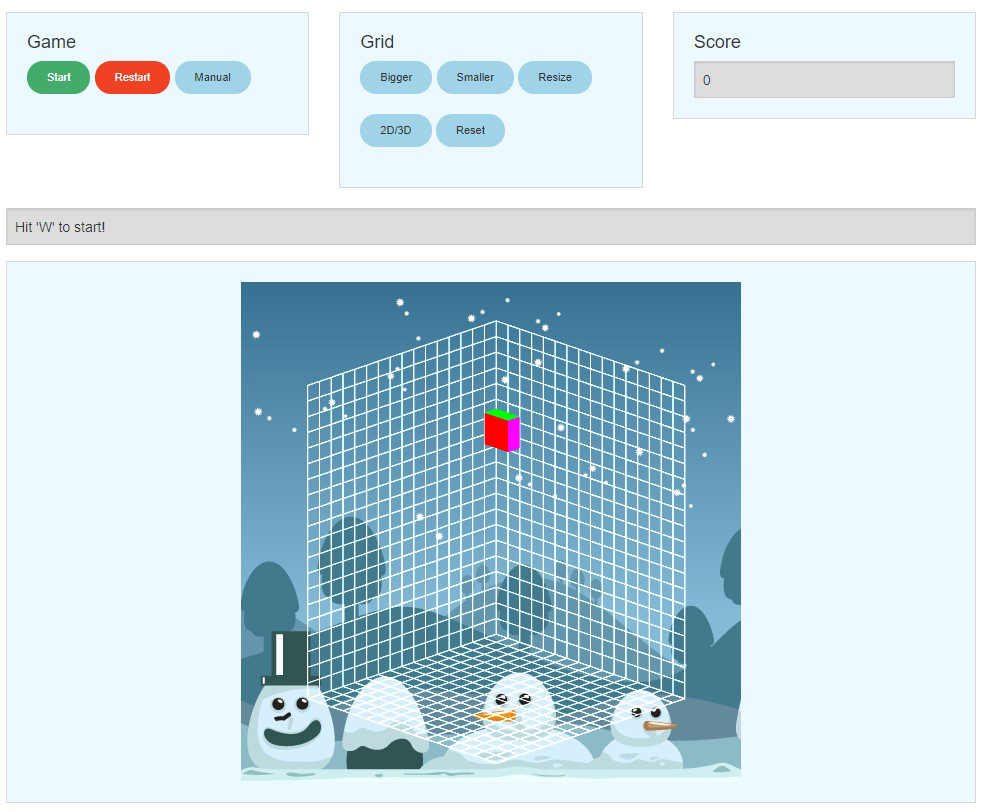 Game
Start Restart Manual
Grid
Bigger Smaller Resize
2D/3D Reset
Score
0
Hit 'W' to start!